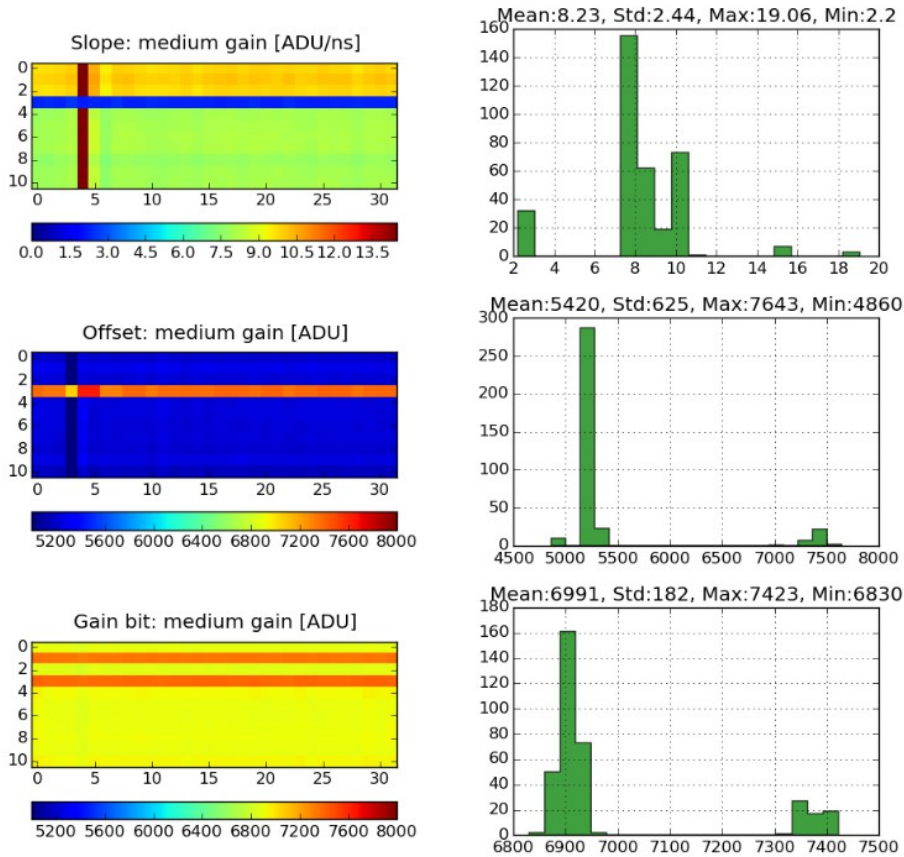 Slope: medium gain [ADU/ns]
0
2
4
6
8
10
0 5 10 15 20 25 30
0.0 1.5 3.0 4.5 6.0 7.5 9.0 10.5 12.0 13.5
Mean:8.23, Std:2.44, Max:19.06, Min:2.2
160
140
120
100
80
60
40
20
0
2 4 6 8 10 12 14 16 18 20
Offset: medium gain [ADU]
0
2
4
6
8
10
0 5 10 15 20 25 30
5200 5600 6000 6400 6800 7200 7600 8000
Mean:5420, Std:625, Max:7643, Min:4860
300
250
200
150
100
50
0
4500 5000 5500 6000 6500 7000 7500 8000
Gain bit: medium gain [ADU]
0
2
4
6
8
10
0 5 10 15 20 25 30
5200 5600 6000 6400 6800 7200 7600 8000
Mean:6991, Std:182, Max:7423, Min:6830
180
160
140
120
100
80
60
40
20
0
6800 6900 7000 7100 7200 7300 7400 7500